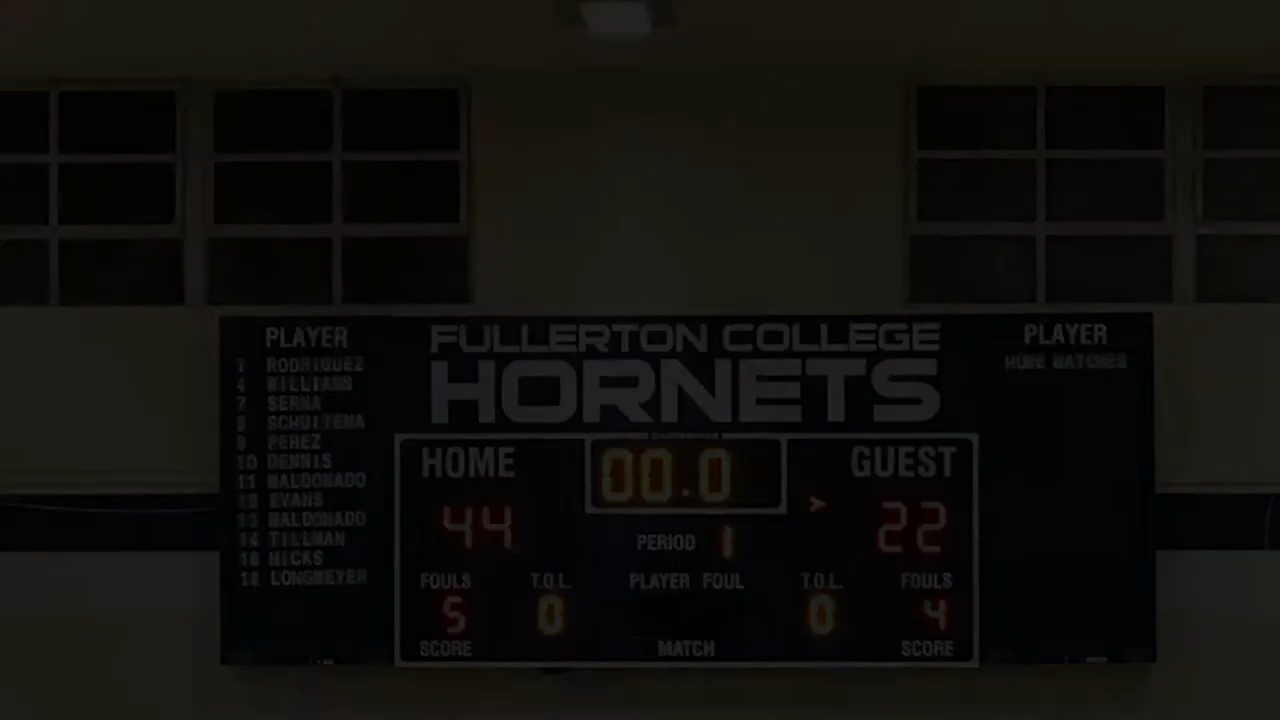 PLAYER
1 RODRIGUEZ
4 WILLIAMS
7 SERNA
8 SCHUITEMA
9 PEREZ
10 DENNIS
11 MALDONADO
12 EVANS
13 MALDONADO
14 TILLMAN
16 HICKS
18 LONGMEYER
FULLERTON COLLEGE
HORNETS
HOME
00.0
GUEST
44
>
22
PERIOD 1
FOULS
T.O.L.
PLAYER FOUL
T.O.L.
FOULS
5
0
0
4
SCORE
MATCH
SCORE
PLAYER
HOME MATCHES